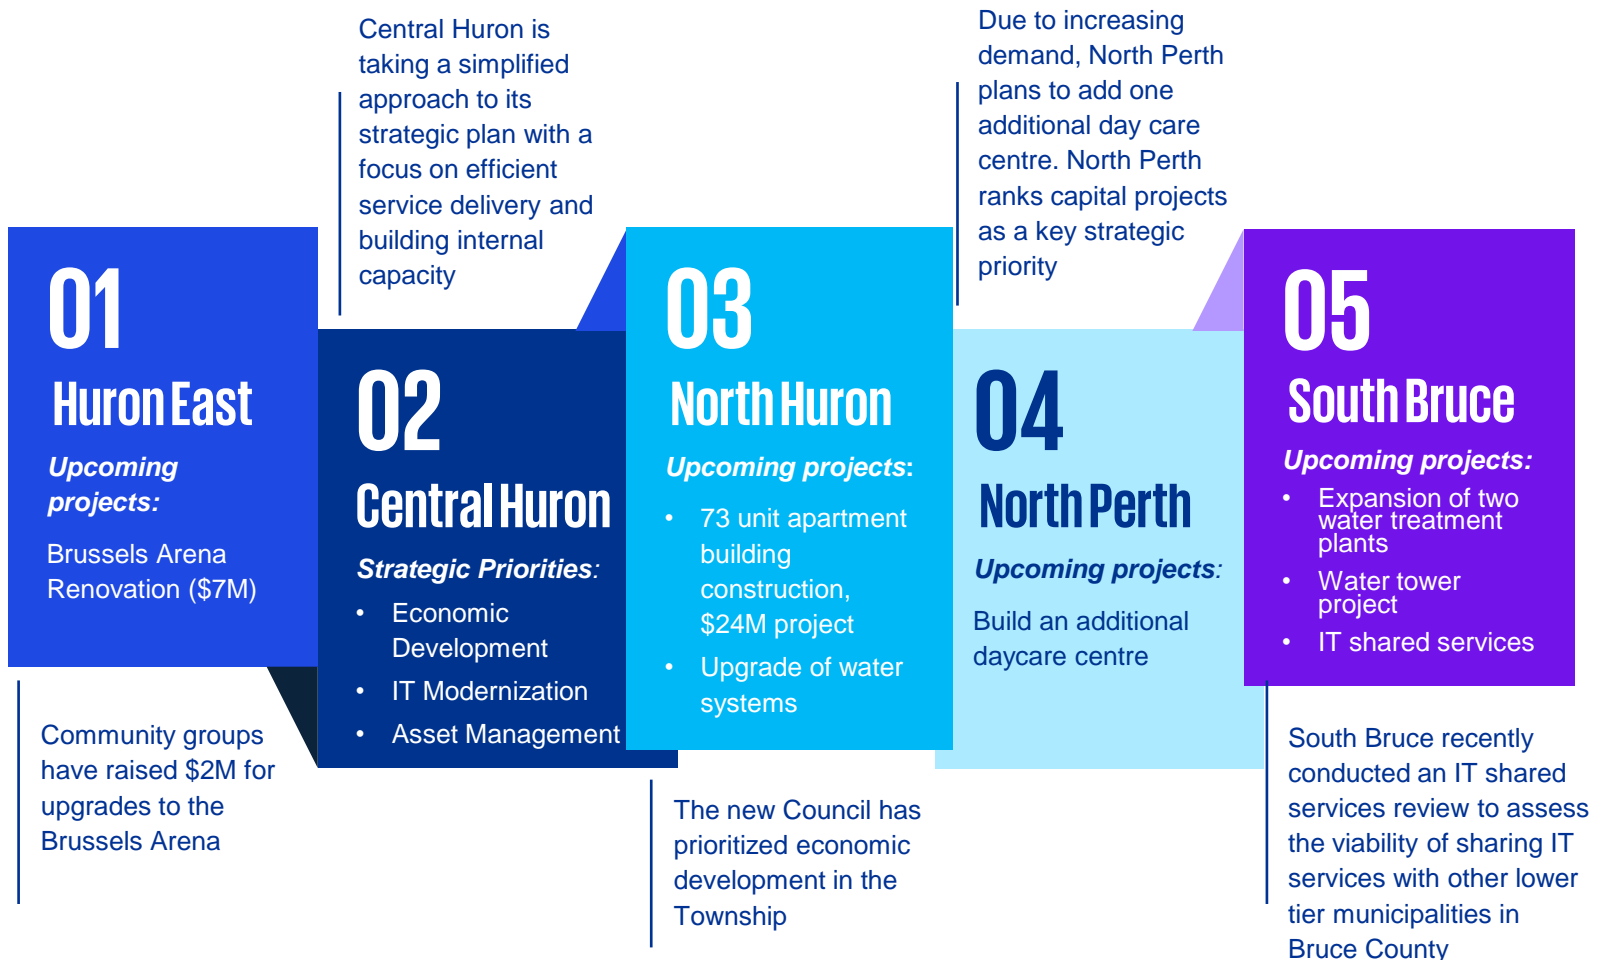 01
Huron East
Upcoming
projects:
Brussels Arena
Renovation ($7M)
Community groups
have raised $2M for
upgrades to the
Brussels Arena
Central Huron is
taking a simplified
approach to its
strategic plan with a
focus on efficient
service delivery and
building internal
capacity
02
Central Huron
Strategic Priorities:
• Economic
Development
• IT Modernization
• Asset Management
03
North Huron
Upcoming projects:
• 73 unit apartment
building
construction,
$24M project
• Upgrade of water
systems
The new Council has
prioritized economic
development in the
Township
Due to increasing
demand, North Perth
plans to add one
additional day care
centre. North Perth
ranks capital projects
as a key strategic
priority
04
North Perth
Upcoming projects:
Build an additional
daycare centre
05
South Bruce
Upcoming projects:
• Expansion of two
water treatment
plants
• Water tower
project
• IT shared services
South Bruce recently
conducted an IT shared
services review to assess
the viability of sharing IT
services with other lower
tier municipalities in
Bruce County